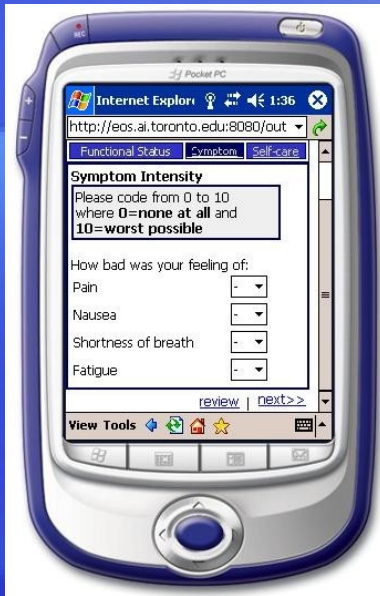 REC
Pocket PC
Internet Explor 1:36
http://eos.ai.toronto.edu:8080/out
Functional Status Symptom Self-care
Symptom Intensity
Please code from 0 to 10
where 0=none at all and
10=worst possible
How bad was your feeling of:
Pain -
Nausea -
Shortness of breath -
Fatigue -
review | next>>
View Tools